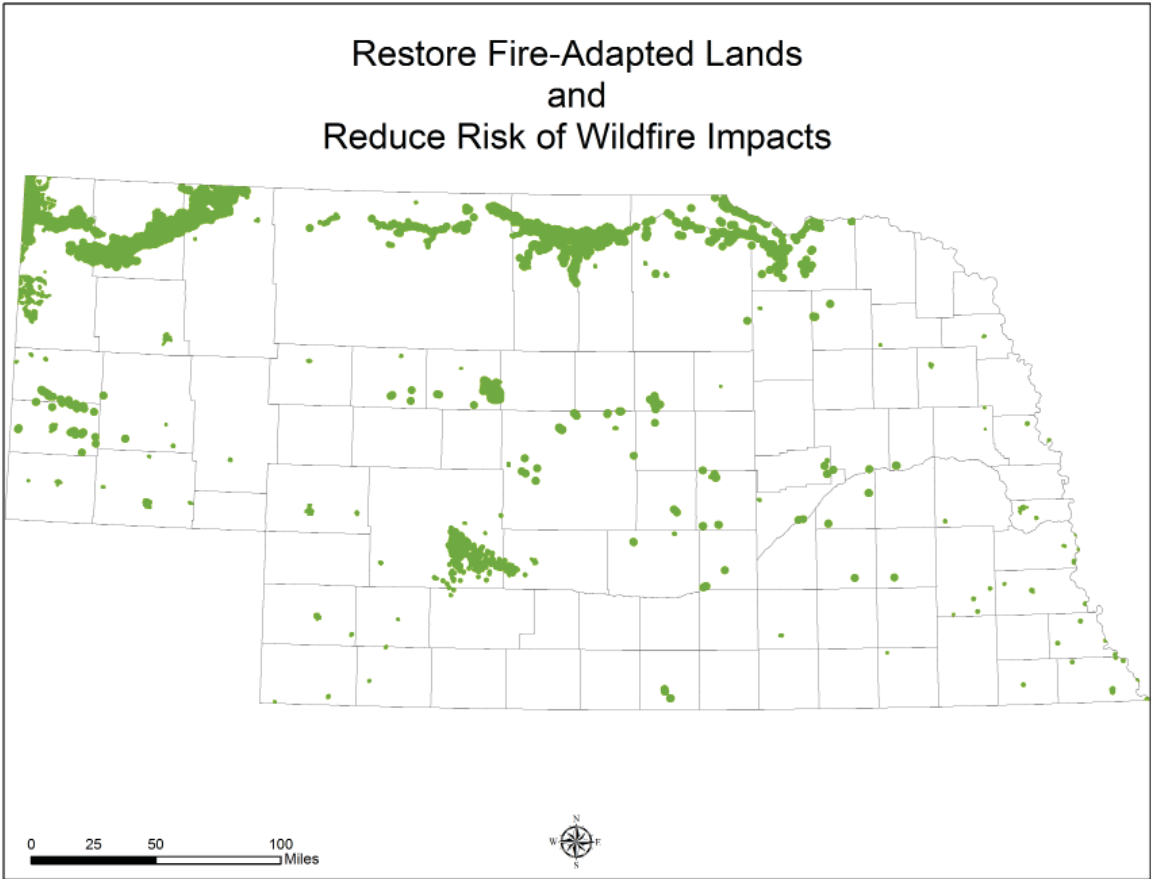 Restore Fire-Adapted Lands
and
Reduce Risk of Wildfire Impacts
N
W E
S
0 25 50 100
Miles